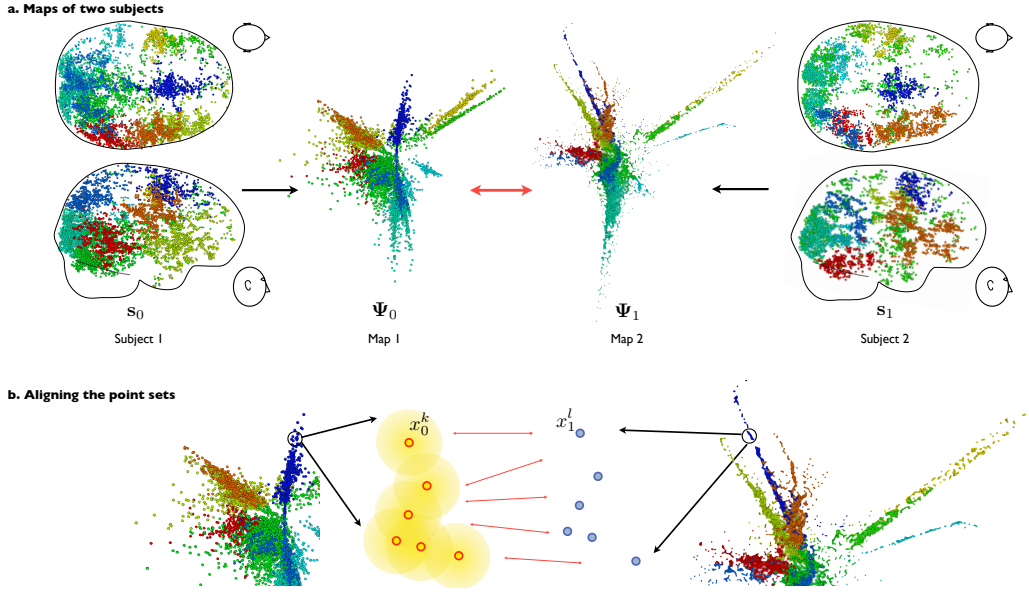 a. Maps of two subjects
s₀ Ψ₀ Ψ₁ s₁
Subject 1 Map 1 Map 2 Subject 2
b. Aligning the point sets
x₀ᵏ x₁ˡ